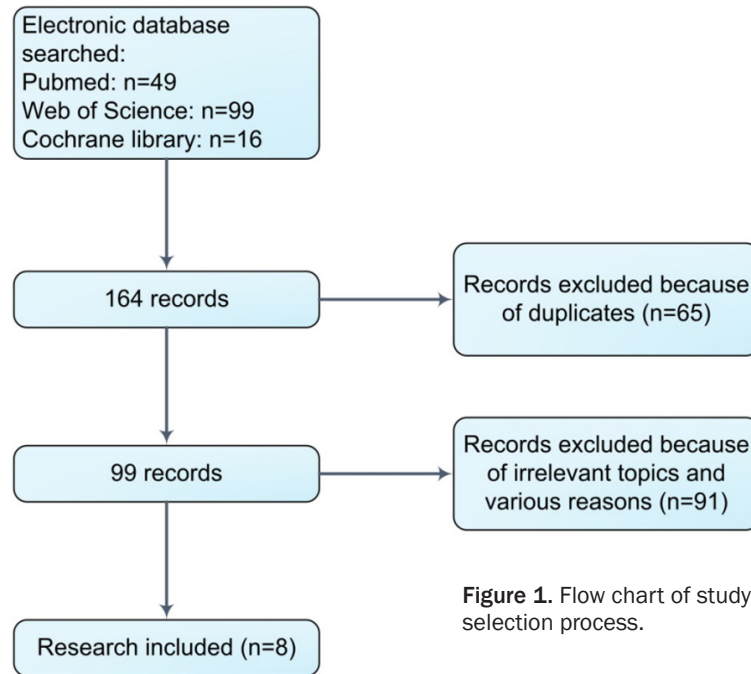 Electronic database
searched:
Pubmed: n=49
Web of Science: n=99
Cochrane library: n=16
164 records
Records excluded because
of duplicates (n=65)
99 records
Records excluded because
of irrelevant topics and
various reasons (n=91)
Research included (n=8)
Figure 1. Flow chart of study
selection process.